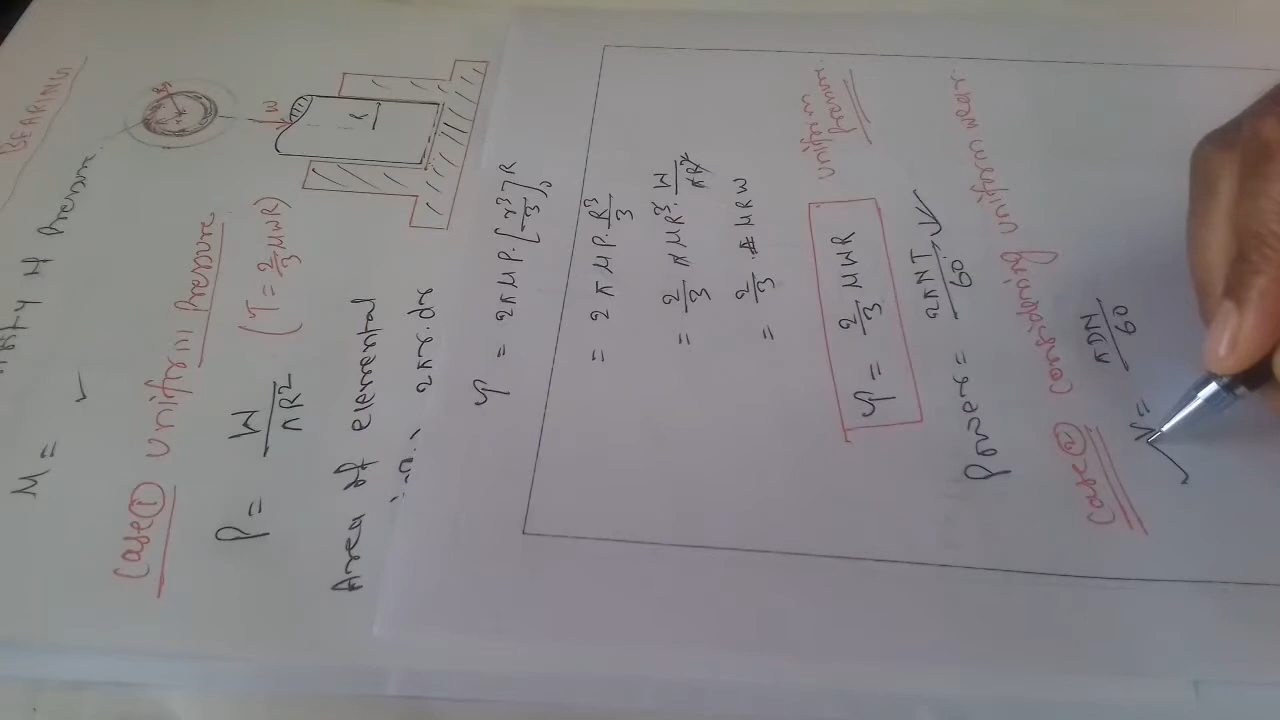 BEARING
Pressure
M =
Case ① Uniform Pressure
P = W/πR² (T = 2/3 μWR)
Area of elemental
2πr.dr
W
r
T = 2πμP.[r³/3]₀ᴿ
= 2πμP.R³/3
= 2/3 πμR³.W/πR²
= 2/3 μRW
T = 2/3 μWR
Uniform
Power = 2πNT/60
Case ② Considering uniform wear
V = πDN/60